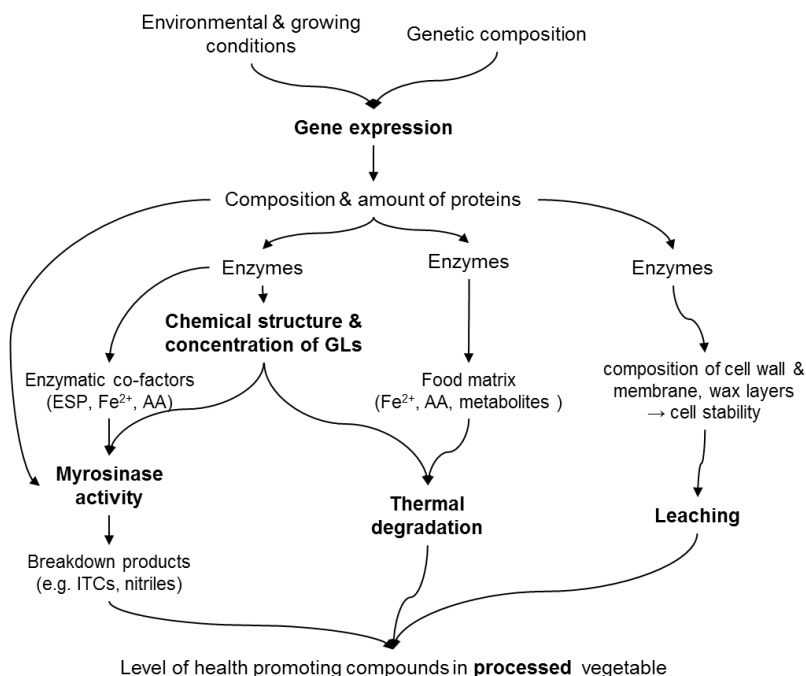 Environmental & growing
conditions
Genetic composition
Gene expression
Composition & amount of proteins
Enzymes
Enzymes
Enzymes
Chemical structure &
concentration of GLs
Enzymatic co-factors
(ESP, Fe²⁺, AA)
Food matrix
(Fe²⁺, AA, metabolites )
composition of cell wall &
membrane, wax layers
→ cell stability
Myrosinase
activity
Thermal
degradation
Leaching
Breakdown products
(e.g. ITCs, nitriles)
Level of health promoting compounds in processed vegetable